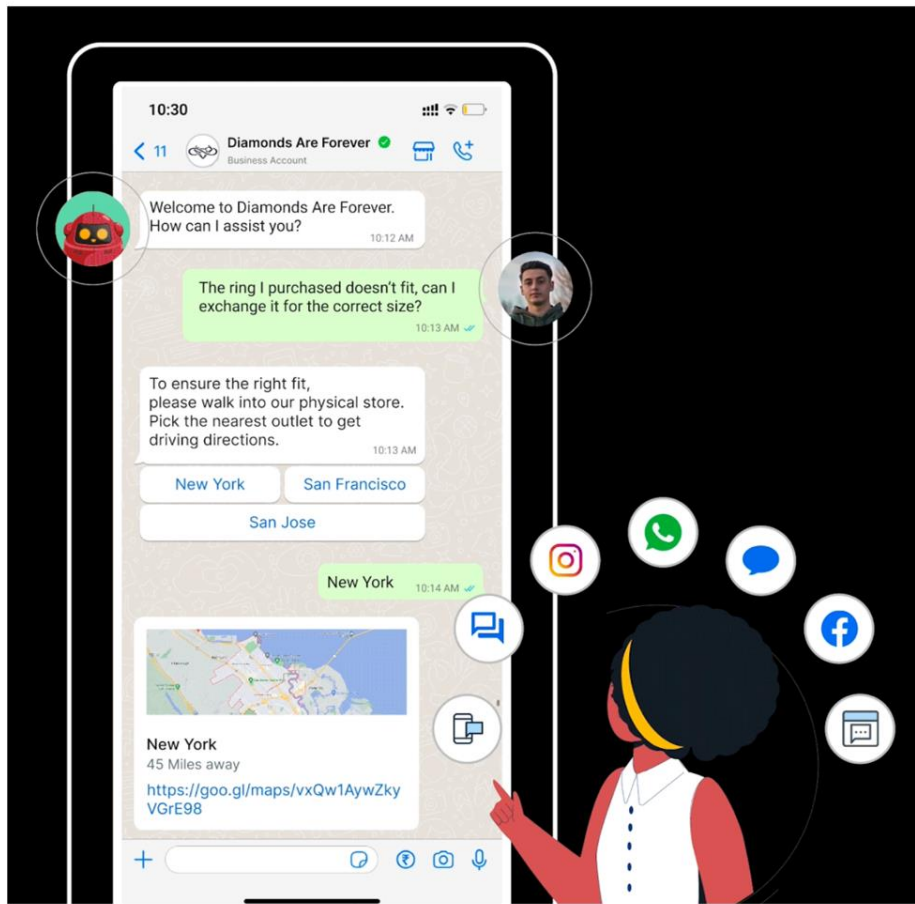 10:30
11
Diamonds Are Forever
Business Account
Welcome to Diamonds Are Forever.
How can I assist you?
10:12 AM
The ring I purchased doesn't fit, can I
exchange it for the correct size?
10:13 AM
To ensure the right fit,
please walk into our physical store.
Pick the nearest outlet to get
driving directions.
10:13 AM
New York
San Francisco
San Jose
New York
10:14 AM
New York
45 Miles away
https://goo.gl/maps/vxQw1AywZky
VGrE98
₹